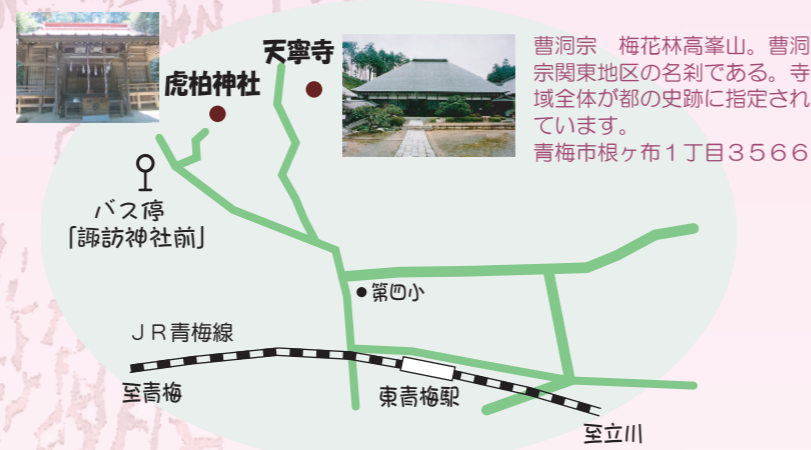 天寧寺
虎柏神社
曹洞宗　梅花林高峯山。曹洞
宗関東地区の名刹である。寺
域全体が都の史跡に指定され
ています。
青梅市根ヶ布１丁目３５６６
バス停
「諏訪神社前」
第四小
ＪＲ青梅線
至青梅
東青梅駅
至立川